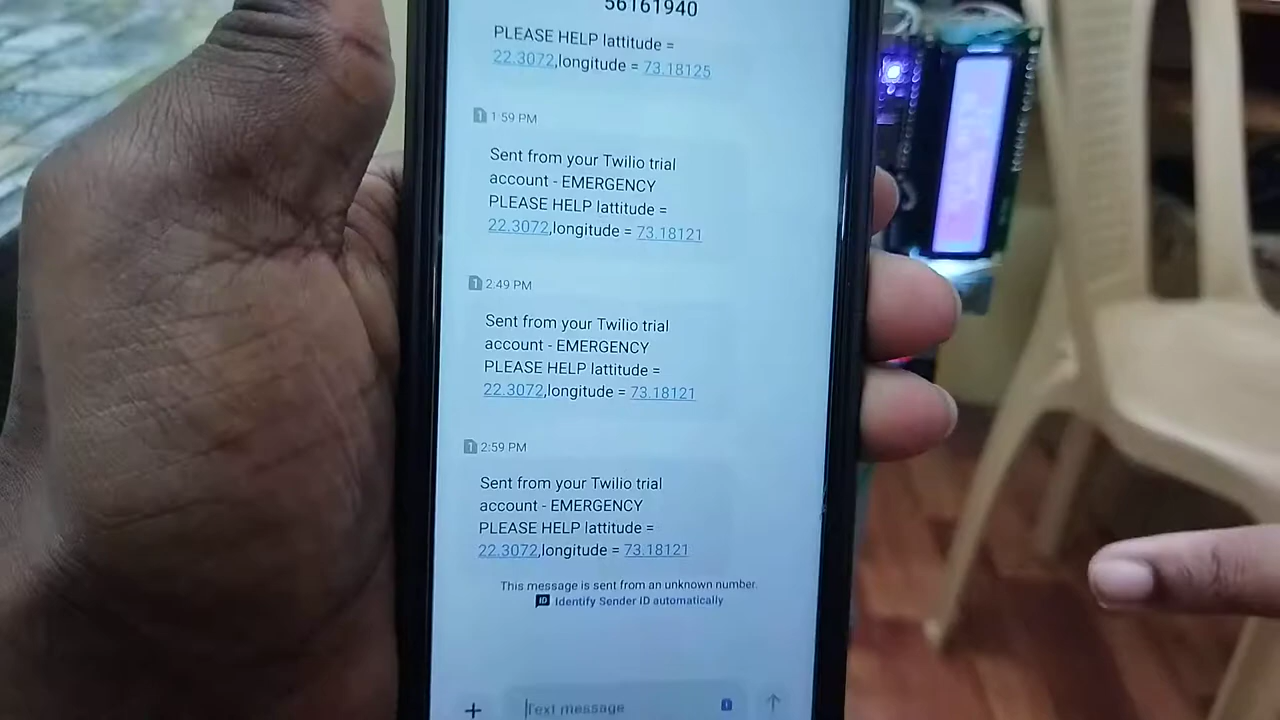 56161940
PLEASE HELP lattitude =
22.3072,longitude = 73.18125
1 1 59 PM
Sent from your Twilio trial
account - EMERGENCY
PLEASE HELP lattitude =
22.3072,longitude = 73.18121
1 2:49 PM
Sent from your Twilio trial
account - EMERGENCY
PLEASE HELP lattitude =
22.3072,longitude = 73.18121
1 2:59 PM
Sent from your Twilio trial
account - EMERGENCY
PLEASE HELP lattitude =
22.3072,longitude = 73.18121
This message is sent from an unknown number.
ID Identify Sender ID automatically
Text message